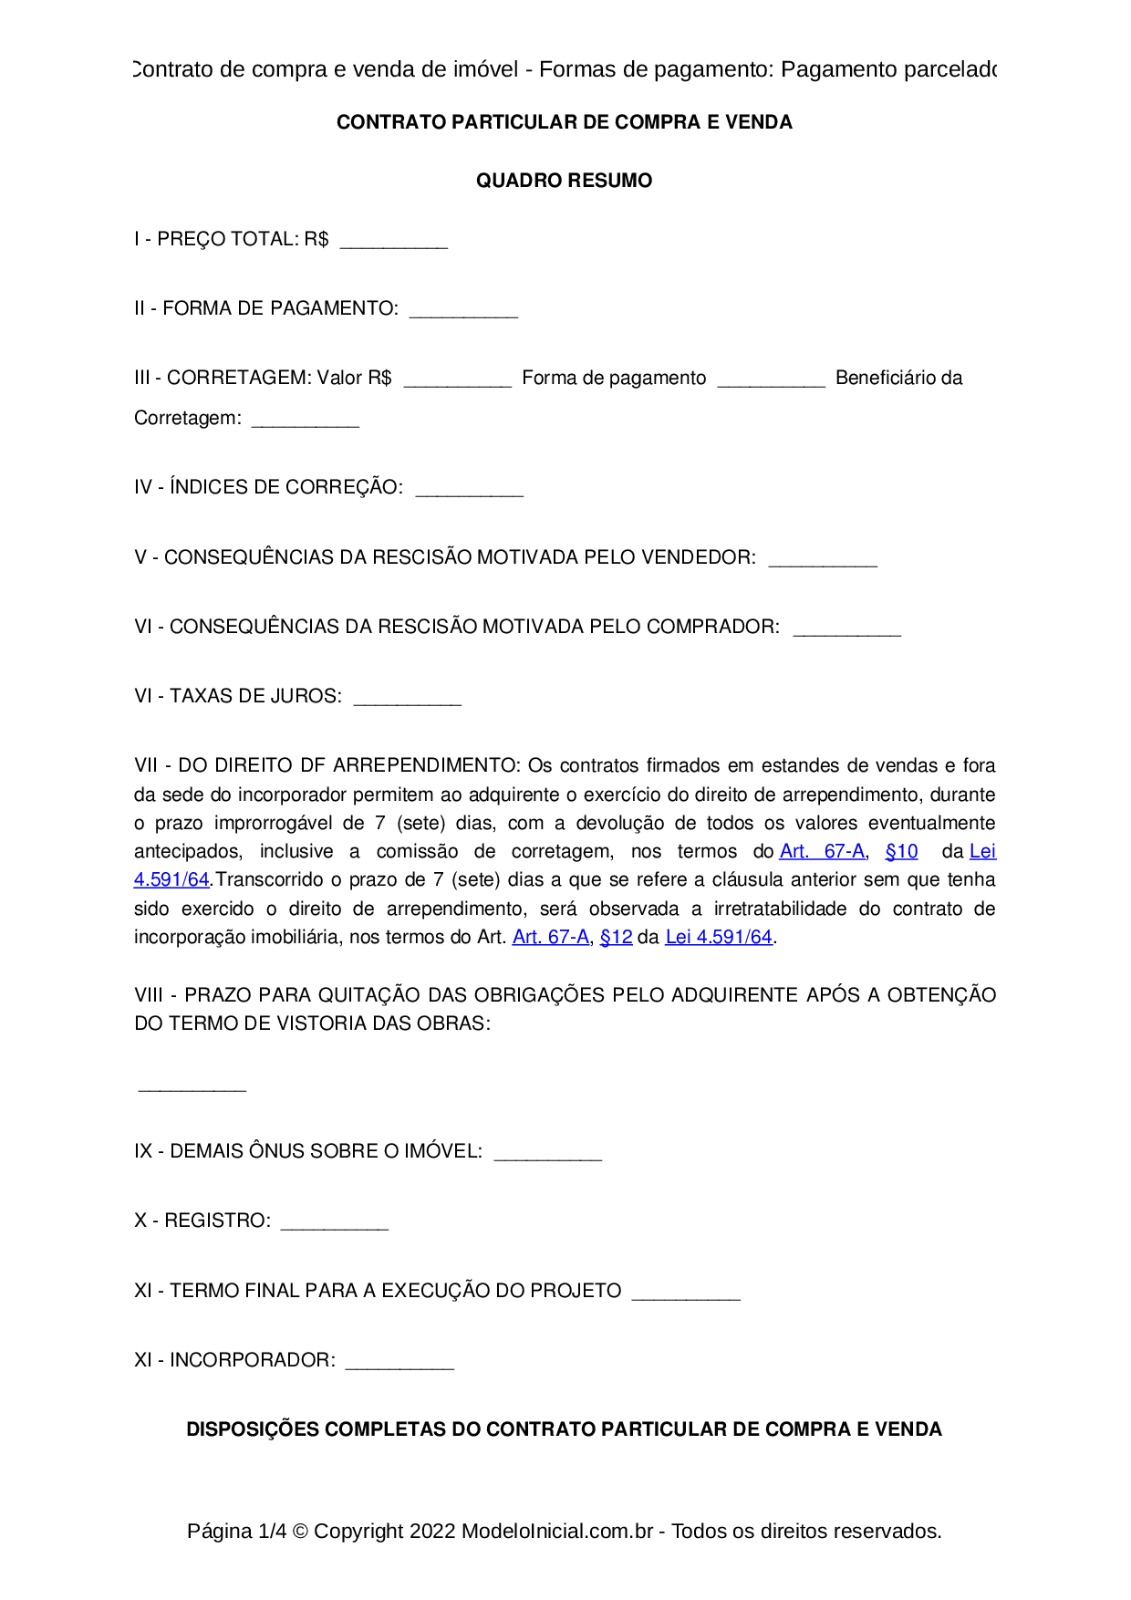 Contrato de compra e venda de imóvel - Formas de pagamento: Pagamento parcelado
CONTRATO PARTICULAR DE COMPRA E VENDA
QUADRO RESUMO
I - PREÇO TOTAL: R$ __________
II - FORMA DE PAGAMENTO: __________
III - CORRETAGEM: Valor R$ __________ Forma de pagamento __________ Beneficiário da
Corretagem: __________
IV - ÍNDICES DE CORREÇÃO: __________
V - CONSEQUÊNCIAS DA RESCISÃO MOTIVADA PELO VENDEDOR: __________
VI - CONSEQUÊNCIAS DA RESCISÃO MOTIVADA PELO COMPRADOR: __________
VI - TAXAS DE JUROS: __________
VII - DO DIREITO DF ARREPENDIMENTO: Os contratos firmados em estandes de vendas e fora
da sede do incorporador permitem ao adquirente o exercício do direito de arrependimento, durante
o prazo improrrogável de 7 (sete) dias, com a devolução de todos os valores eventualmente
antecipados, inclusive a comissão de corretagem, nos termos do Art. 67-A, §10 da Lei
4.591/64.Transcorrido o prazo de 7 (sete) dias a que se refere a cláusula anterior sem que tenha
sido exercido o direito de arrependimento, será observada a irretratabilidade do contrato de
incorporação imobiliária, nos termos do Art. Art. 67-A, §12 da Lei 4.591/64.
VIII - PRAZO PARA QUITAÇÃO DAS OBRIGAÇÕES PELO ADQUIRENTE APÓS A OBTENÇÃO
DO TERMO DE VISTORIA DAS OBRAS:
__________
IX - DEMAIS ÔNUS SOBRE O IMÓVEL: __________
X - REGISTRO: __________
XI - TERMO FINAL PARA A EXECUÇÃO DO PROJETO __________
XI - INCORPORADOR: __________
DISPOSIÇÕES COMPLETAS DO CONTRATO PARTICULAR DE COMPRA E VENDA
Página 1/4 © Copyright 2022 ModeloInicial.com.br - Todos os direitos reservados.